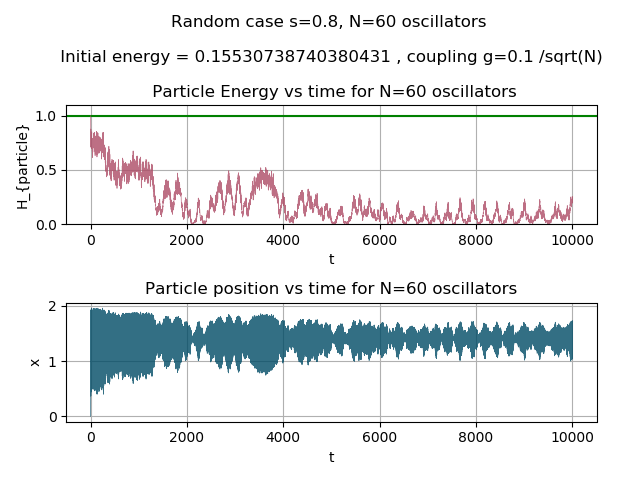 Random case s=0.8, N=60 oscillators
Initial energy = 0.15530738740380431 , coupling g=0.1 /sqrt(N)
Particle Energy vs time for N=60 oscillators
H_{particle}
1.0
0.5
0.0
0 2000 4000 6000 8000 10000
t
Particle position vs time for N=60 oscillators
x
2
1
0
0 2000 4000 6000 8000 10000
t